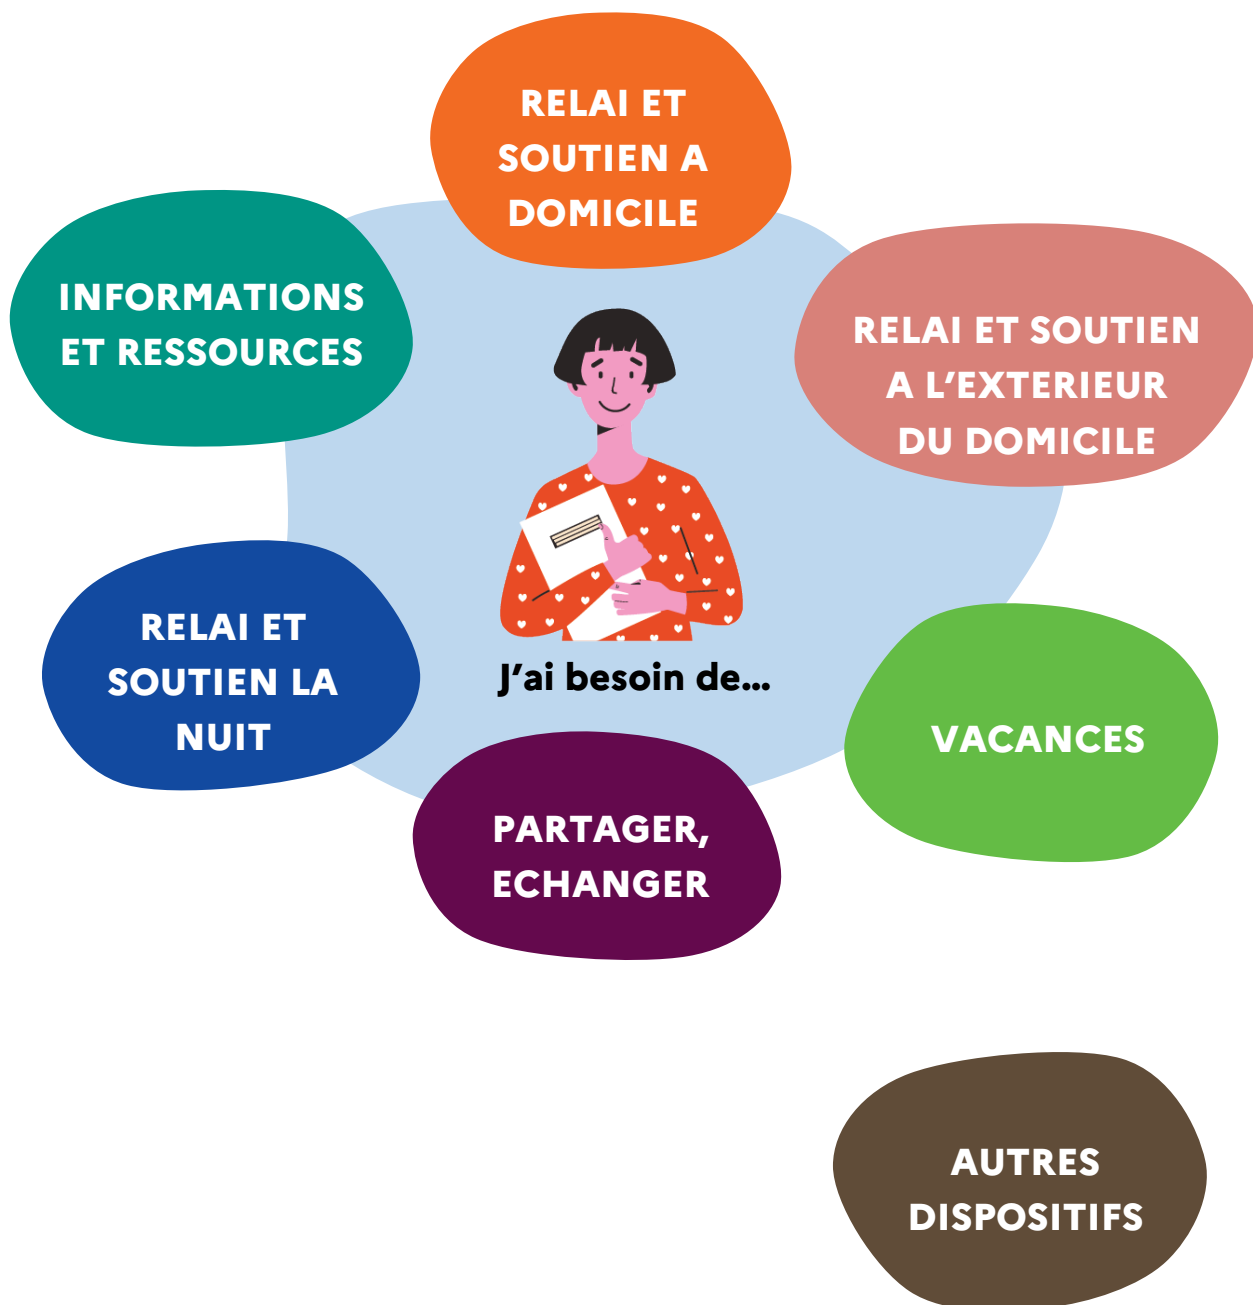 RELAI ET
SOUTIEN A
DOMICILE
INFORMATIONS
ET RESSOURCES
RELAI ET SOUTIEN
A L’EXTERIEUR
DU DOMICILE
RELAI ET
SOUTIEN LA
NUIT
J’ai besoin de...
VACANCES
PARTAGER,
ECHANGER
AUTRES
DISPOSITIFS